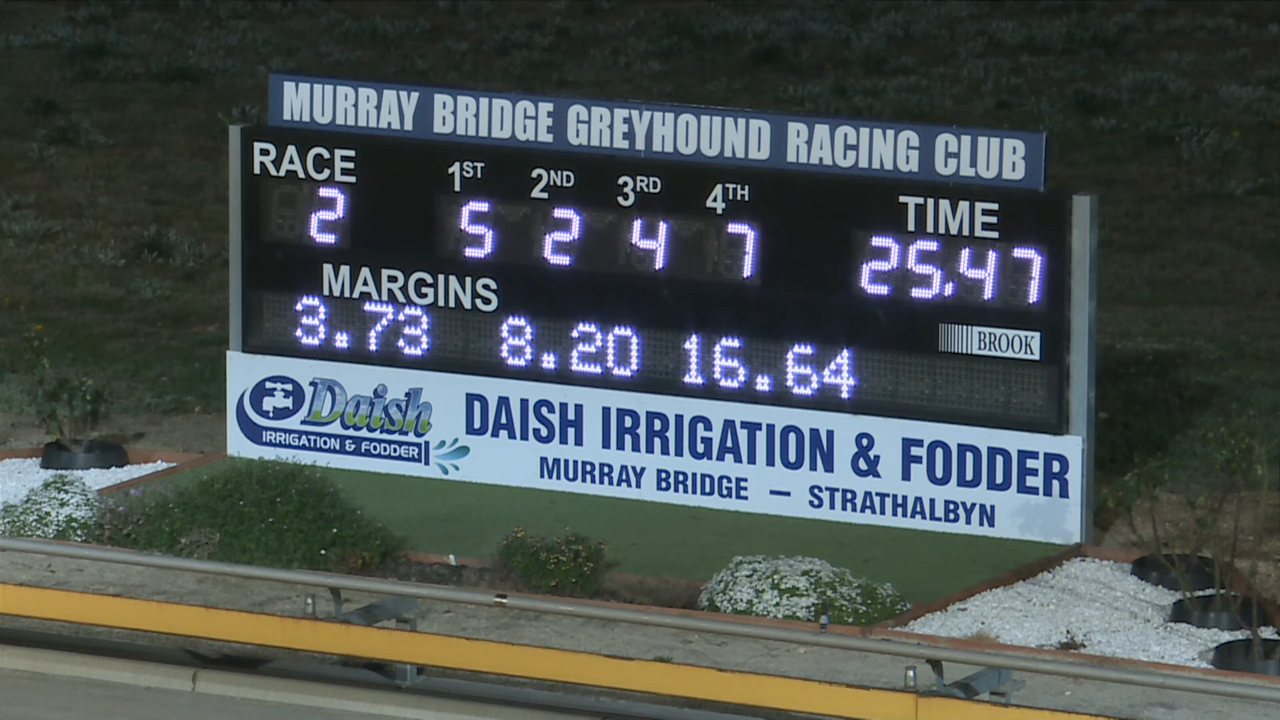 MURRAY BRIDGE GREYHOUND RACING CLUB
RACE 1ST 2ND 3RD 4TH TIME
2 5 2 4 7 25.47
MARGINS
8.73 8.20 16.64
BROOK
Daish
IRRIGATION & FODDER
DAISH IRRIGATION & FODDER
MURRAY BRIDGE – STRATHALBYN